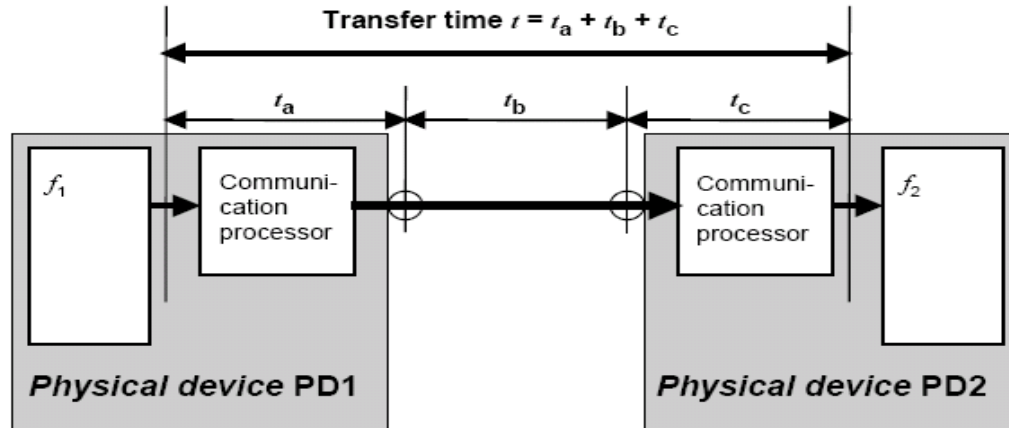 Transfer time t = ta + tb + tc
ta
tb
tc
f1
Communi-
cation
processor
Communi-
cation
processor
f2
Physical device PD1
Physical device PD2